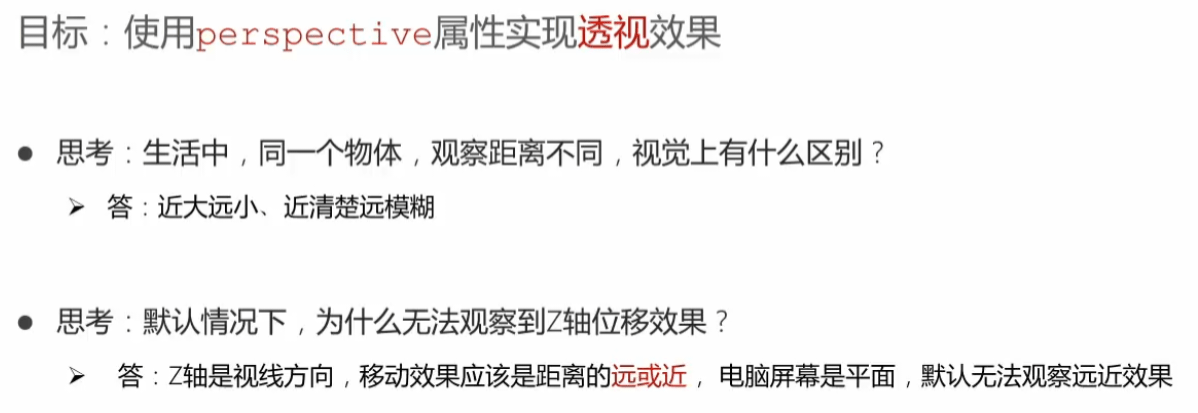 目标：使用perspective属性实现透视效果
● 思考：生活中，同一个物体，观察距离不同，视觉上有什么区别？
➢ 答：近大远小、近清楚远模糊
● 思考：默认情况下，为什么无法观察到Z轴位移效果？
➢ 答：Z轴是视线方向，移动效果应该是距离的远或近， 电脑屏幕是平面，默认无法观察远近效果